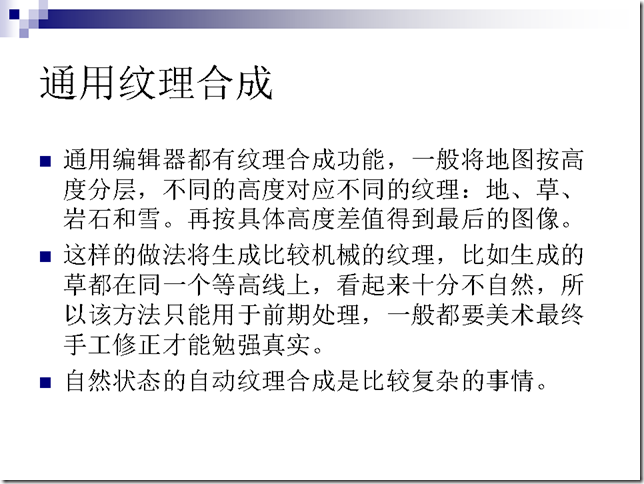 通用纹理合成
通用编辑器都有纹理合成功能，一般将地图按高
度分层，不同的高度对应不同的纹理：地、草、
岩石和雪。再按具体高度差值得到最后的图像。
这样的做法将生成比较机械的纹理，比如生成的
草都在同一个等高线上，看起来十分不自然，所
以该方法只能用于前期处理，一般都要美术最终
手工修正才能勉强真实。
自然状态的自动纹理合成是比较复杂的事情。